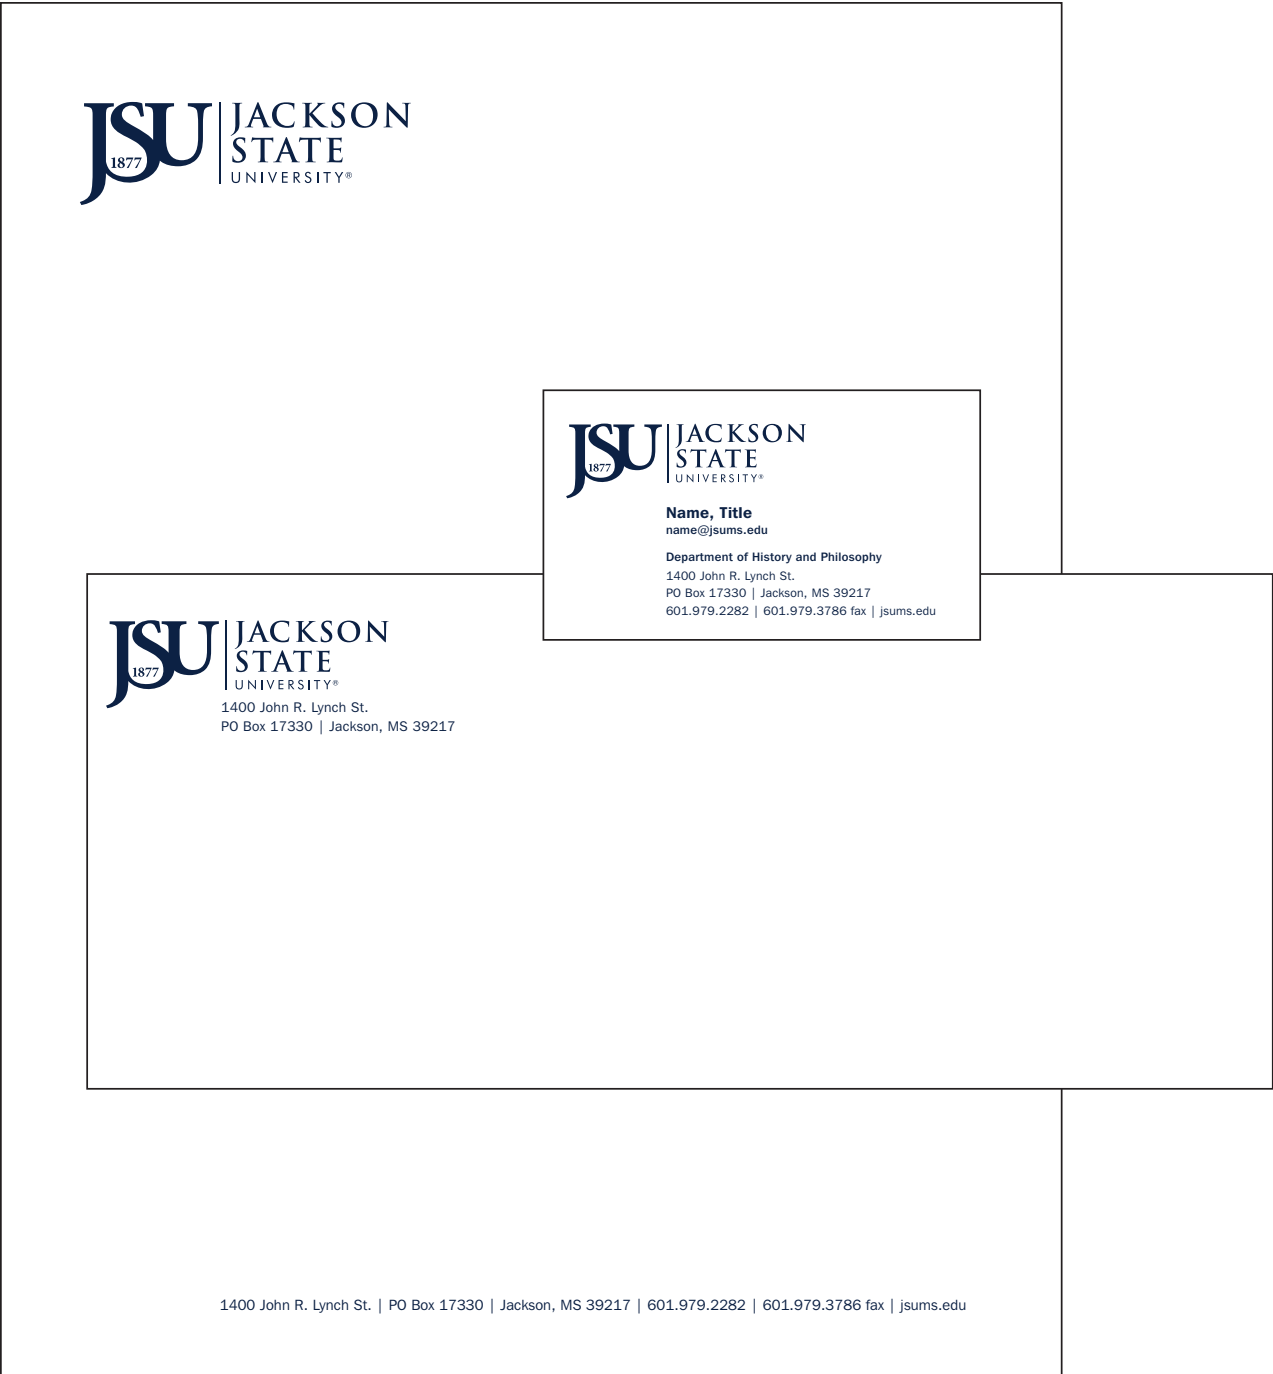 JSU
1877
JACKSON
STATE
UNIVERSITY®
JSU
1877
JACKSON
STATE
UNIVERSITY®
Name, Title
name@jsums.edu
Department of History and Philosophy
1400 John R. Lynch St.
PO Box 17330 | Jackson, MS 39217
601.979.2282 | 601.979.3786 fax | jsums.edu
JSU
1877
JACKSON
STATE
UNIVERSITY®
1400 John R. Lynch St.
PO Box 17330 | Jackson, MS 39217
1400 John R. Lynch St. | PO Box 17330 | Jackson, MS 39217 | 601.979.2282 | 601.979.3786 fax | jsums.edu